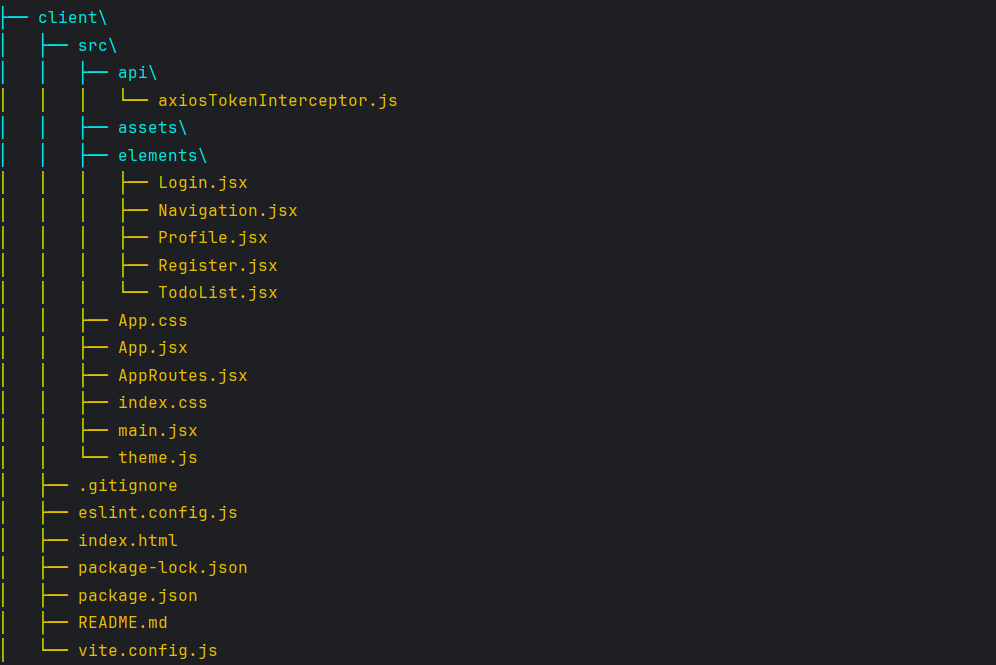 ├── client\
│   ├── src\
│   │   ├── api\
│   │   │   └── axiosTokenInterceptor.js
│   │   ├── assets\
│   │   ├── elements\
│   │   │   ├── Login.jsx
│   │   │   ├── Navigation.jsx
│   │   │   ├── Profile.jsx
│   │   │   ├── Register.jsx
│   │   │   └── TodoList.jsx
│   │   ├── App.css
│   │   ├── App.jsx
│   │   ├── AppRoutes.jsx
│   │   ├── index.css
│   │   ├── main.jsx
│   │   └── theme.js
│   ├── .gitignore
│   ├── eslint.config.js
│   ├── index.html
│   ├── package-lock.json
│   ├── package.json
│   ├── README.md
│   └── vite.config.js